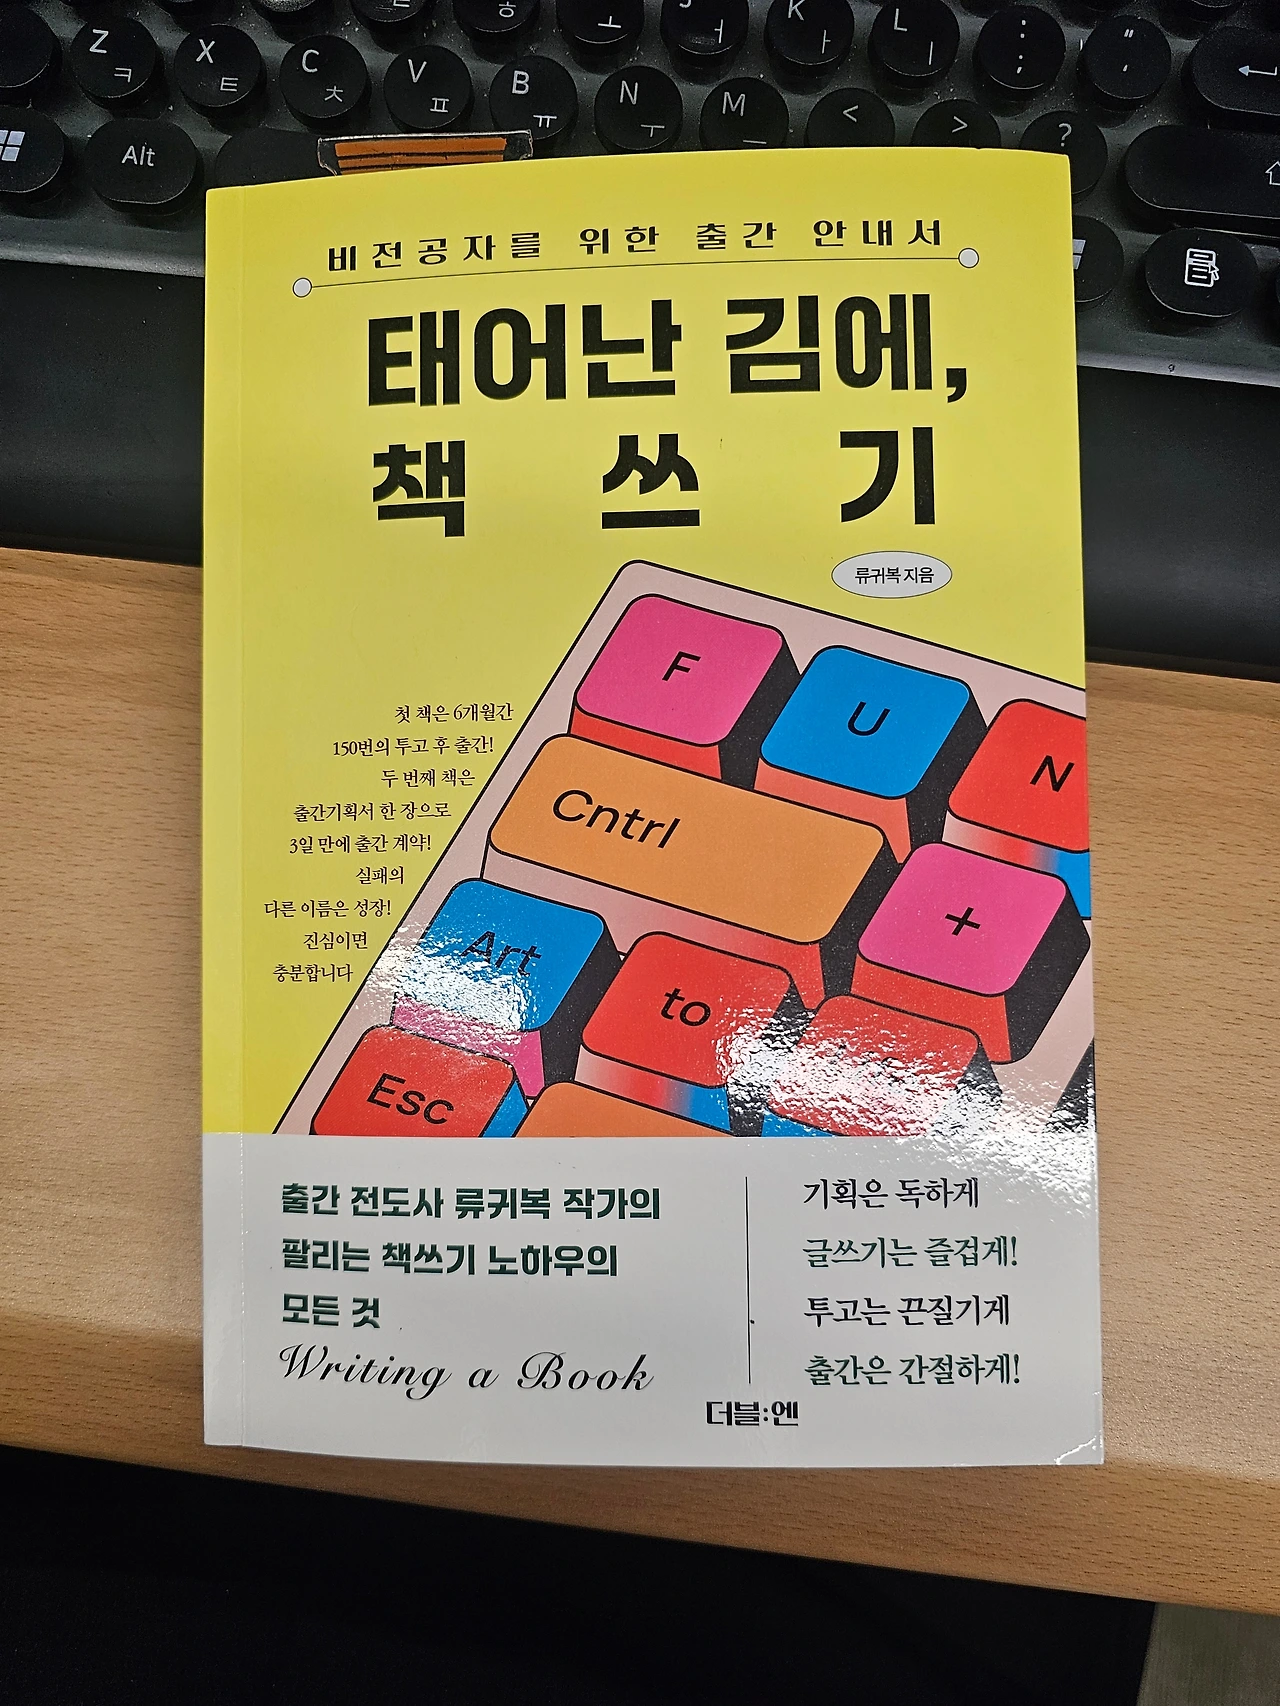 Z ㅋ
X ㅌ
C ㅊ
V ㅍ
B ㅠ
N ㅜ
M ㅡ
<
>
?
ㅎ
ㅗ
J ㅓ
K ㅏ
L ㅣ
: ;
" '
Alt
비전공자를 위한 출간 안내서
태어난 김에,
책 쓰기
류귀복 지음
첫 책은 6개월간
150번의 투고 후 출간!
두 번째 책은
출간기획서 한 장으로
3일 만에 출간 계약!
실패의
다른 이름은 성장!
진심이면
충분합니다
F
U
N
Cntrl
+
Art
to
Esc
출간 전도사 류귀복 작가의
팔리는 책쓰기 노하우의
모든 것
Writing a Book
기획은 독하게
글쓰기는 즐겁게!
투고는 끈질기게
출간은 간절하게!
더블:엔